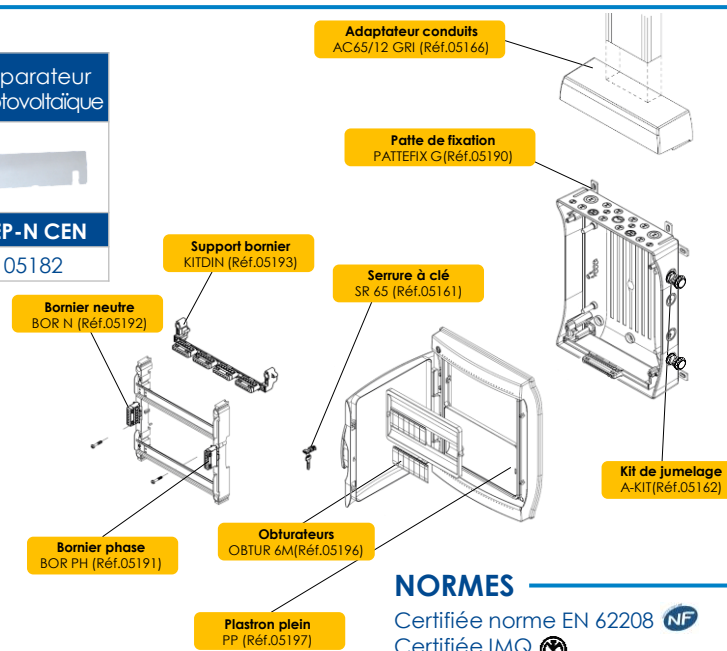 Adaptateur conduits
AC65/12 GRI (Réf.05166)
parateur
otovoltaïque
Patte de fixation
PATTEFIX G(Réf.05190)
EP-N CEN
05182
Support bornier
KITDIN (Réf.05193)
Serrure à clé
SR 65 (Réf.05161)
Bornier neutre
BOR N (Réf.05192)
Kit de jumelage
A-KIT(Réf.05162)
Obturateurs
OBTUR 6M(Réf.05196)
Bornier phase
BOR PH (Réf.05191)
Plastron plein
PP (Réf.05197)
NORMES
Certifiée norme EN 62208 NF
Certifiée IMQ